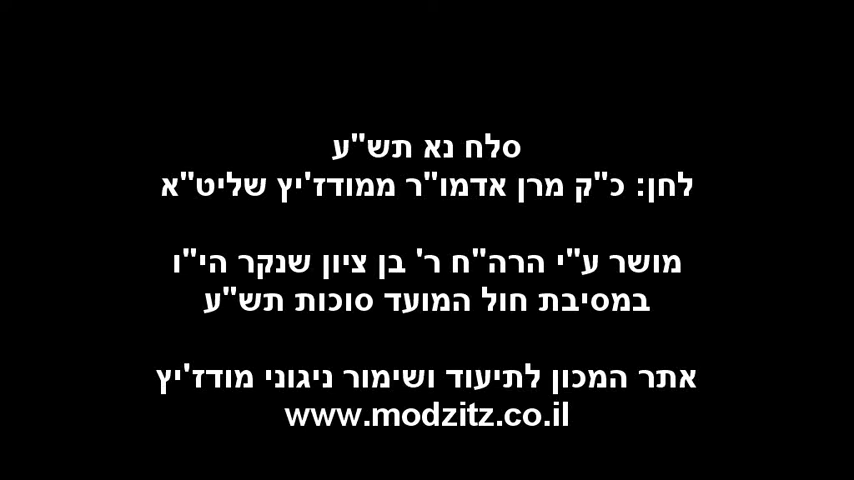 סלח נא תש"ע
לחן: כ"ק מרן אדמו"ר ממודז'יץ שליט"א
מושר ע"י הרה"ח ר' בן ציון שנקר הי"ו
במסיבת חול המועד סוכות תש"ע
אתר המכון לתיעוד ושימור ניגוני מודז'יץ
www.modzitz.co.il